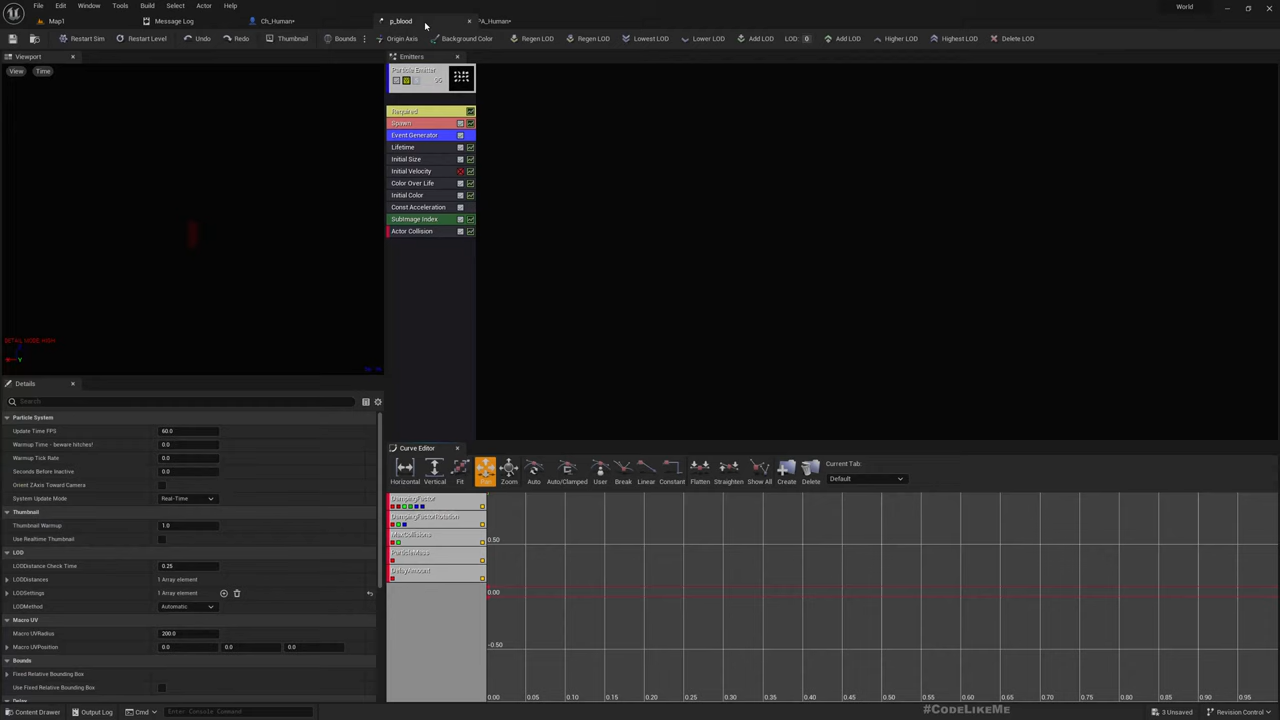 File Edit Window Tools Build Select Actor Help
World
Map1
Message Log
Ch_Human•
p_blood
PA_Human•
Restart Sim
Restart Level
Undo
Redo
Thumbnail
Bounds
Origin Axis
Background Color
Regen LOD
Regen LOD
Lowest LOD
Lower LOD
Add LOD
LOD: 0
Add LOD
Higher LOD
Highest LOD
Delete LOD
Viewport
Emitters
View
Time
Particle Emitter
Required
Spawn
Event Generator
Lifetime
Initial Size
Initial Velocity
Color Over Life
Initial Color
Const Acceleration
SubImage Index
Actor Collision
DETAIL MODE: HIGH
Y
Details
Search
Particle System
Update Time FPS 60.0
Warmup Time - beware hitches! 0.0
Warmup Tick Rate 0.0
Seconds Before Inactive 0.0
Orient ZAxis Toward Camera
System Update Mode Real-Time
Thumbnail
Thumbnail Warmup 1.0
Use Realtime Thumbnail
LOD
LODDistance Check Time 0.25
LODDistances 1 Array element
LODSettings 1 Array element
LODMethod Automatic
Macro UV
Macro UVRadius 200.0
Macro UVPosition 0.0 0.0 0.0
Bounds
Fixed Relative Bounding Box
Use Fixed Relative Bounding Box
Delay
Curve Editor
Horizontal
Vertical
Fit
Pan
Zoom
Auto
Auto/Clamped
User
Break
Linear
Constant
Flatten
Straighten
Show All
Create
Delete
Current Tab:
Default
DampingFactor
DampingFactorRotation
MaxCollisions
ParticleMass
DelayAmount
0.50
0.00
-0.50
0.00 0.05 0.10 0.15 0.20 0.25 0.30 0.35 0.40 0.45 0.50 0.55 0.60 0.65 0.70 0.75 0.80 0.85 0.90 0.95
Content Drawer
Output Log
Cmd
Enter Console Command
#CodeLikeMe
3 Unsaved
Revision Control